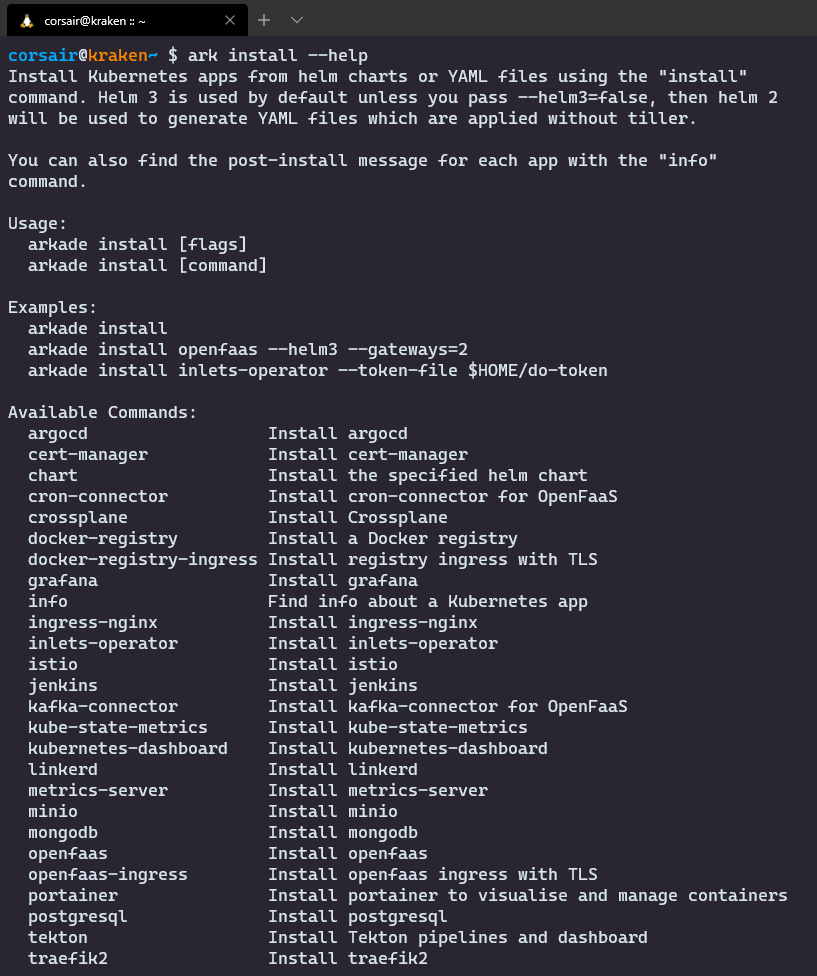 corsair@kraken :: ~
corsair@kraken~ $ ark install --help
Install Kubernetes apps from helm charts or YAML files using the "install"
command. Helm 3 is used by default unless you pass --helm3=false, then helm 2
will be used to generate YAML files which are applied without tiller.

You can also find the post-install message for each app with the "info"
command.

Usage:
  arkade install [flags]
  arkade install [command]

Examples:
  arkade install
  arkade install openfaas --helm3 --gateways=2
  arkade install inlets-operator --token-file $HOME/do-token

Available Commands:
  argocd                  Install argocd
  cert-manager            Install cert-manager
  chart                   Install the specified helm chart
  cron-connector          Install cron-connector for OpenFaaS
  crossplane              Install Crossplane
  docker-registry         Install a Docker registry
  docker-registry-ingress Install registry ingress with TLS
  grafana                 Install grafana
  info                    Find info about a Kubernetes app
  ingress-nginx           Install ingress-nginx
  inlets-operator         Install inlets-operator
  istio                   Install istio
  jenkins                 Install jenkins
  kafka-connector         Install kafka-connector for OpenFaaS
  kube-state-metrics      Install kube-state-metrics
  kubernetes-dashboard    Install kubernetes-dashboard
  linkerd                 Install linkerd
  metrics-server          Install metrics-server
  minio                   Install minio
  mongodb                 Install mongodb
  openfaas                Install openfaas
  openfaas-ingress        Install openfaas ingress with TLS
  portainer               Install portainer to visualise and manage containers
  postgresql              Install postgresql
  tekton                  Install Tekton pipelines and dashboard
  traefik2                Install traefik2